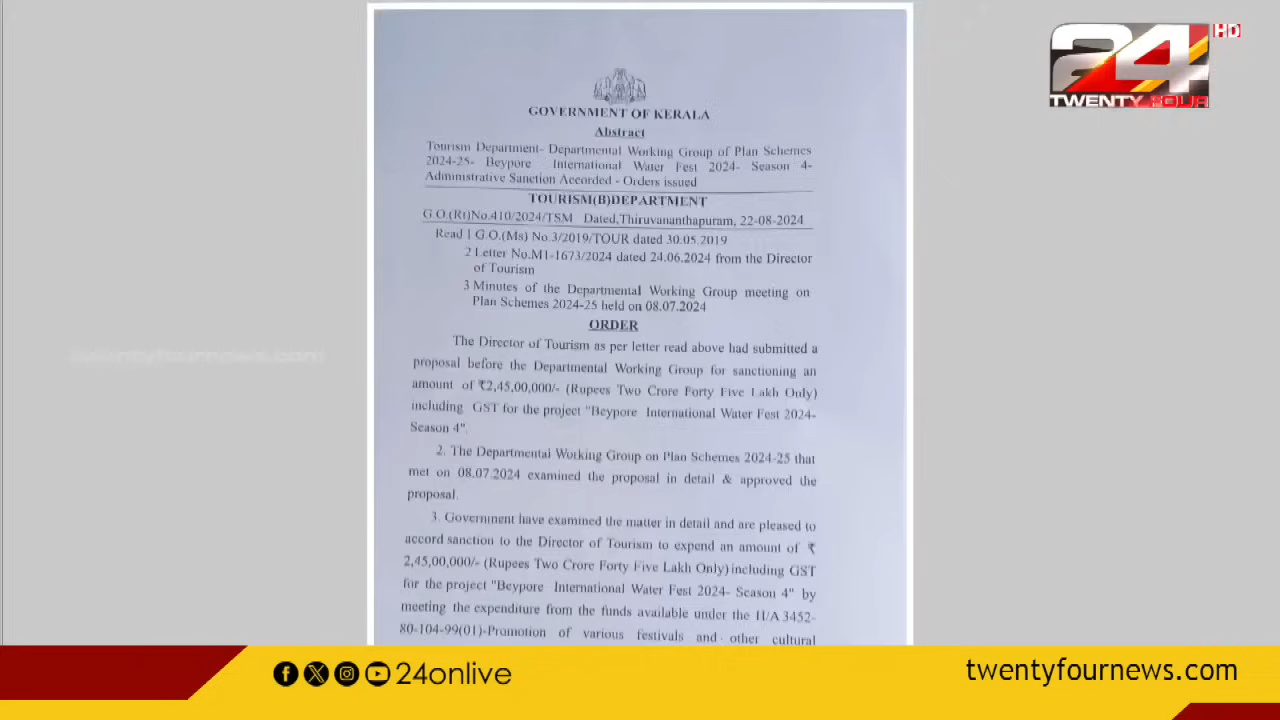 24
HD
TWENTY FOUR
GOVERNMENT OF KERALA
Abstract
Tourism Department- Departmental Working Group of Plan Schemes
2024-25- Beypore International Water Fest 2024- Season 4-
Administrative Sanction Accorded - Orders issued
TOURISM(B)DEPARTMENT
G.O.(Rt)No.410/2024/TSM Dated,Thiruvananthapuram, 22-08-2024
Read 1 G.O.(Ms) No.3/2019/TOUR dated 30.05.2019
2 Letter No.M1-1673/2024 dated 24.06.2024 from the Director
of Tourism
3 Minutes of the Departmental Working Group meeting on
Plan Schemes 2024-25 held on 08.07.2024
ORDER
The Director of Tourism as per letter read above had submitted a
proposal before the Departmental Working Group for sanctioning an
amount of ₹2,45,00,000/- (Rupees Two Crore Forty Five Lakh Only)
including GST for the project "Beypore International Water Fest 2024-
Season 4".
2. The Departmental Working Group on Plan Schemes 2024-25 that
met on 08.07.2024 examined the proposal in detail & approved the
proposal.
3. Government have examined the matter in detail and are pleased to
accord sanction to the Director of Tourism to expend an amount of ₹
2,45,00,000/- (Rupees Two Crore Forty Five Lakh Only) including GST
for the project "Beypore International Water Fest 2024- Season 4" by
meeting the expenditure from the funds available under the H/A 3452-
80-104-99(01)-Promotion of various festivals and other cultural
twentyfournews.com
24onlive
twentyfournews.com